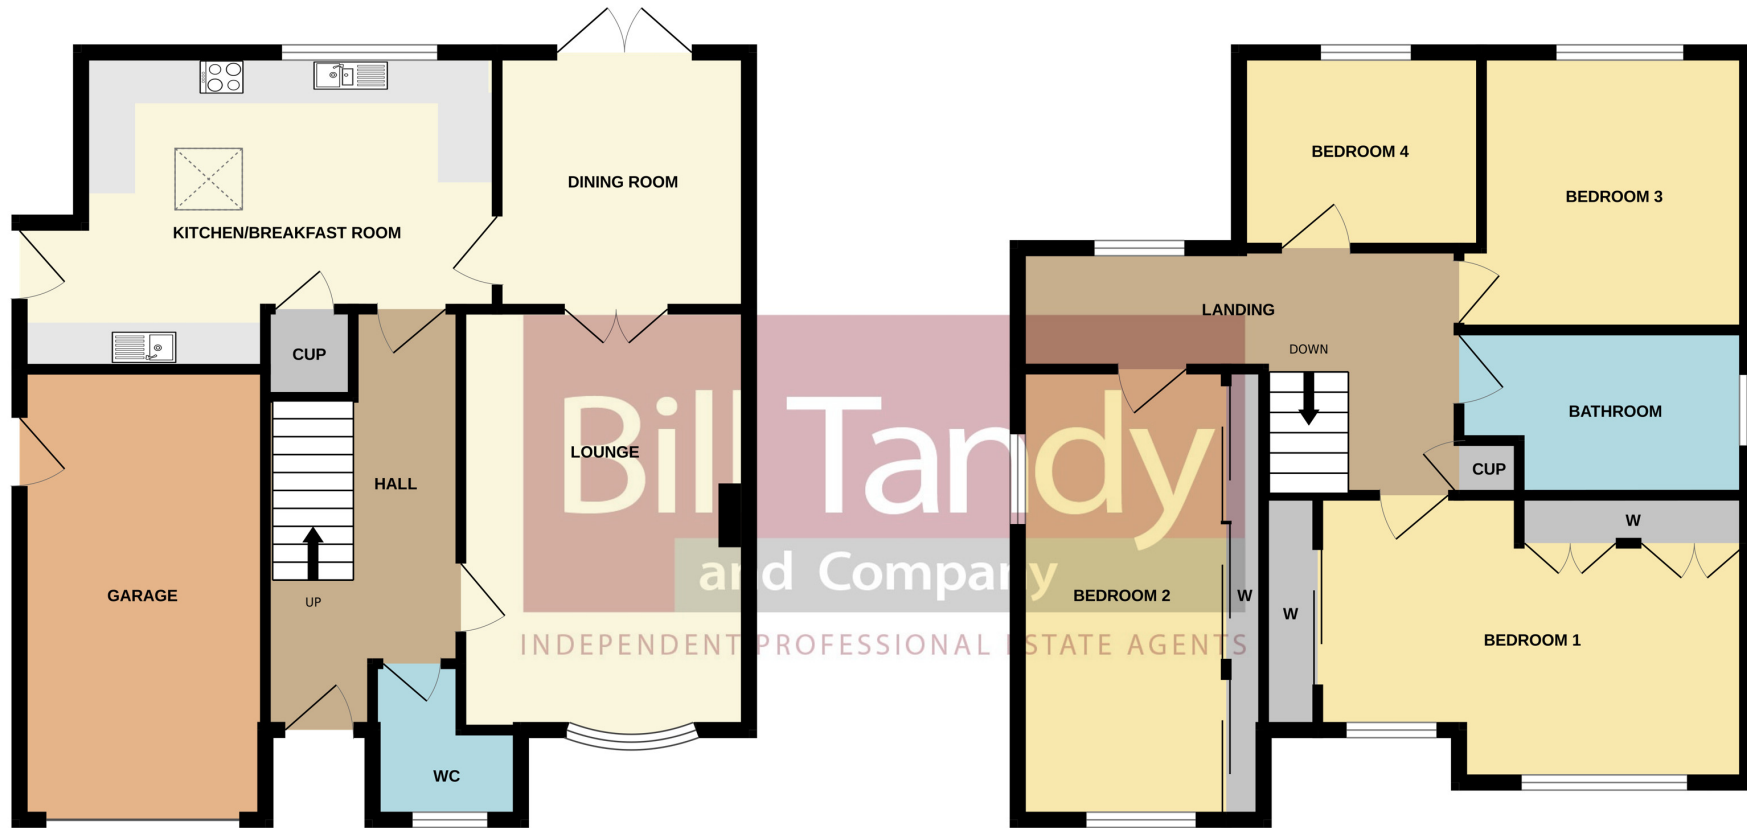 KITCHEN/BREAKFAST ROOM
DINING ROOM
CUP
HALL
LOUNGE
GARAGE
UP
WC
BEDROOM 4
BEDROOM 3
LANDING
DOWN
BATHROOM
CUP
W
BEDROOM 2
W
W
BEDROOM 1
Bill Tandy
and Company
INDEPENDENT PROFESSIONAL ESTATE AGENTS